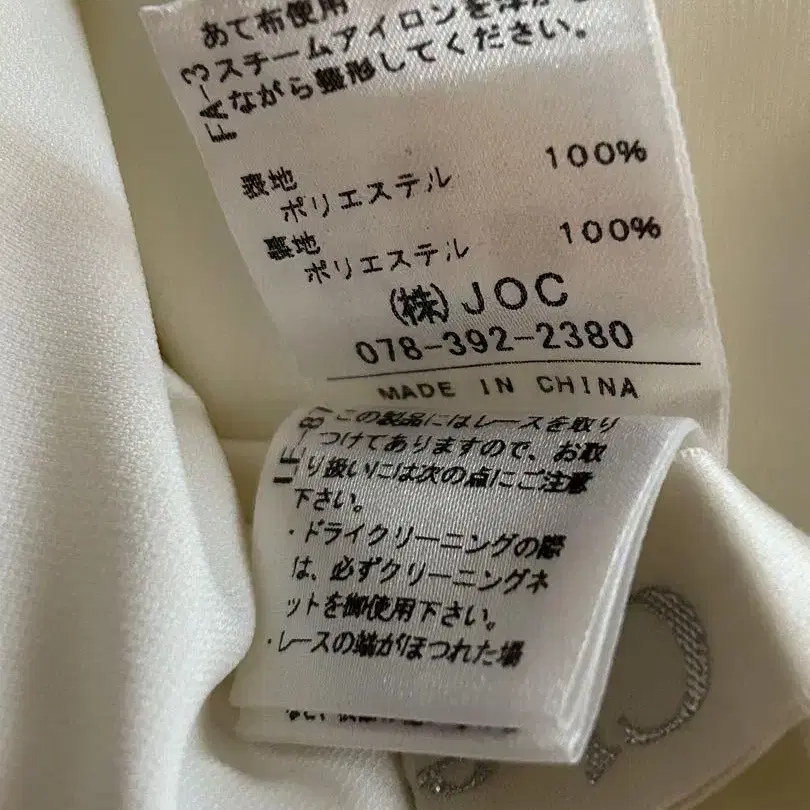 あて布使用
FA-3
スチームアイロンを浮かせ
ながら整形してください。
表地
ポリエステル 100%
裏地
ポリエステル 100%
(株)JOC
078-392-2380
MADE IN CHINA
この製品にはレースを取り
つけてありますので、お取
り扱いには次の点にご注意
下さい。
・ドライクリーニングの際
は、必ずクリーニングネ
ットを御使用下さい。
・レースの端がほつれた場